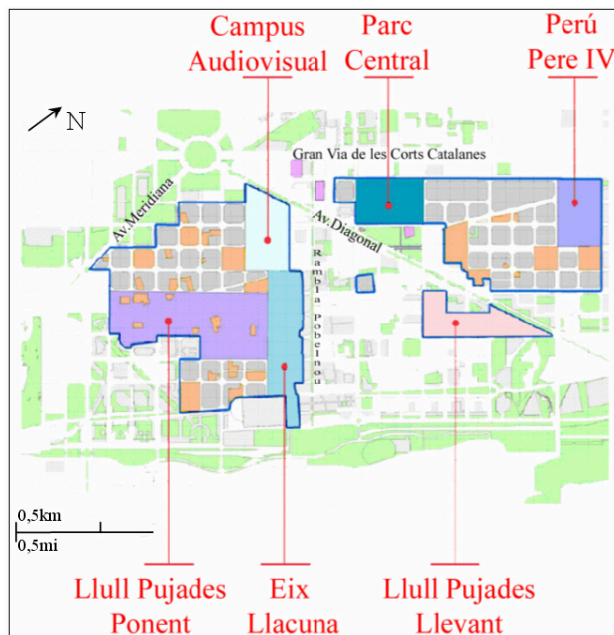 Campus
Audiovisual
Parc
Central
Perú
Pere IV
N
Gran Via de les Corts Catalanes
Av.Meridiana
Av.Diagonal
Rambla Pobelnou
0,5km
0,5mi
Llull Pujades
Ponent
Eix
Llacuna
Llull Pujades
Llevant